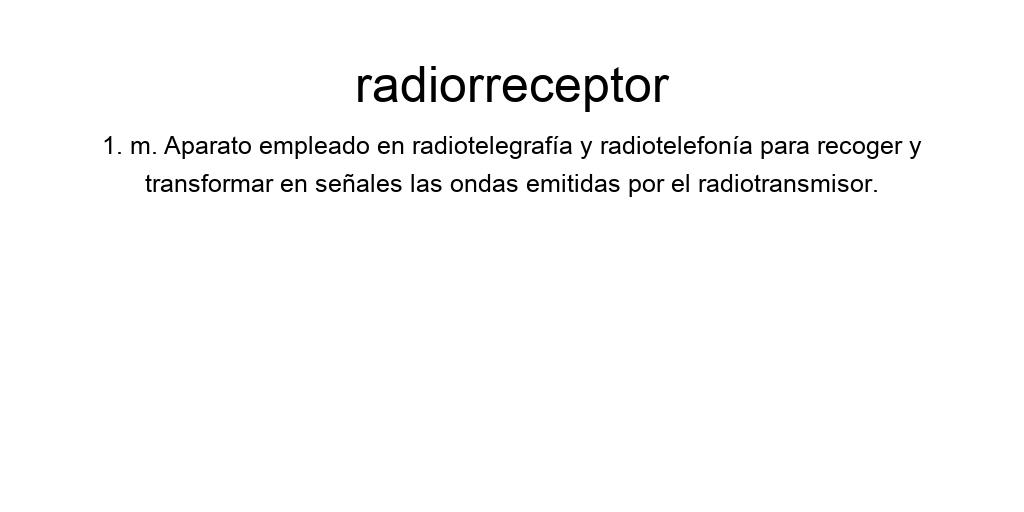 radiorreceptor
1. m. Aparato empleado en radiotelegrafía y radiotelefonía para recoger y
transformar en señales las ondas emitidas por el radiotransmisor.